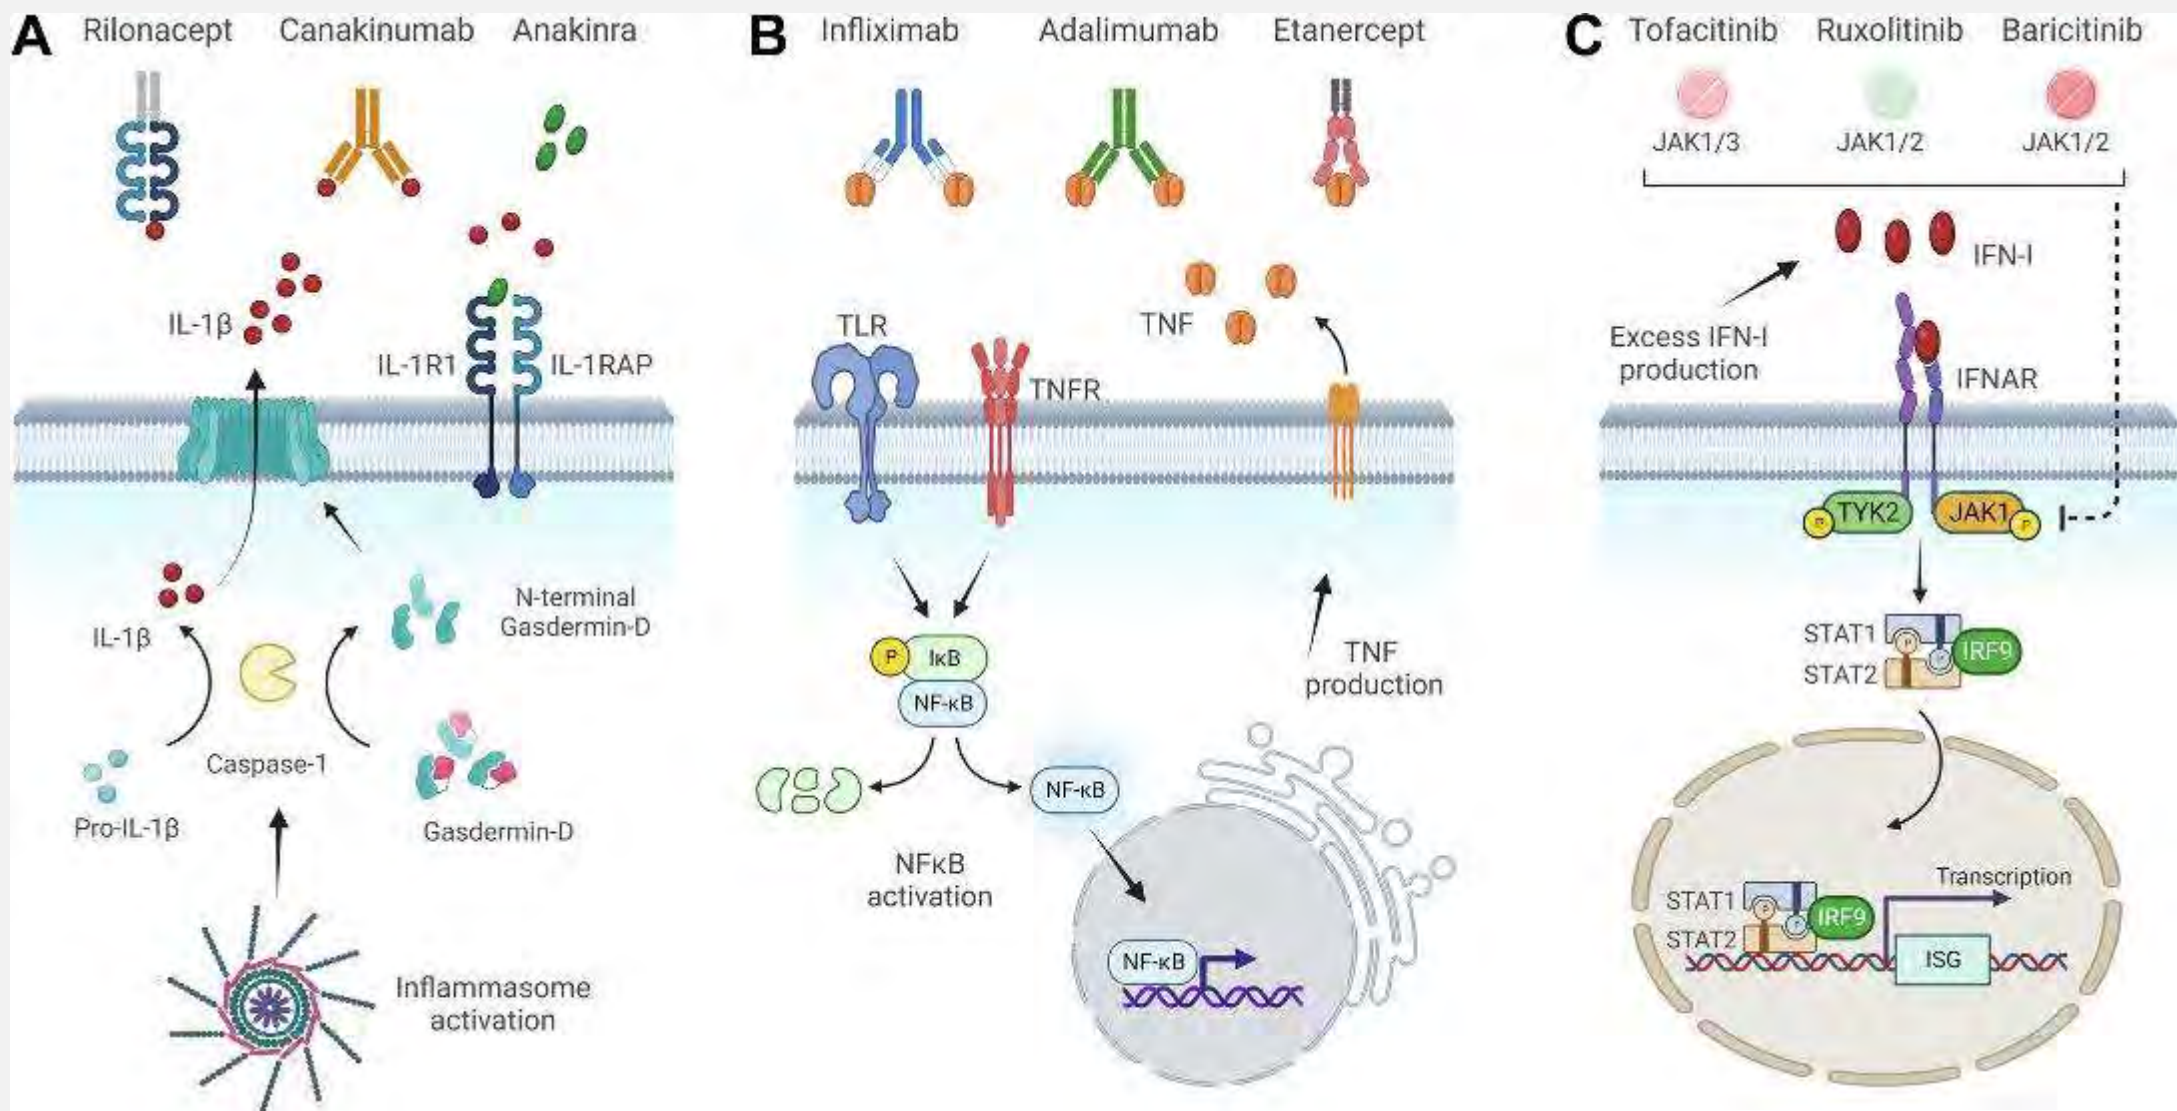 A
Rilonacept
Canakinumab
Anakinra
IL-1β
IL-1R1
IL-1RAP
IL-1β
N-terminal
Gasdermin-D
Caspase-1
Pro-IL-1β
Gasdermin-D
Inflammasome
activation
B
Infliximab
Adalimumab
Etanercept
TLR
TNF
TNFR
P
IκB
NF-κB
TNF
production
NF-κB
NFκB
activation
NF-κB
C
Tofacitinib
Ruxolitinib
Baricitinib
JAK1/3
JAK1/2
JAK1/2
IFN-I
Excess IFN-I
production
IFNAR
P
TYK2
JAK1
P
STAT1
P
P
IRF9
STAT2
Transcription
STAT1
P
P
IRF9
STAT2
ISG